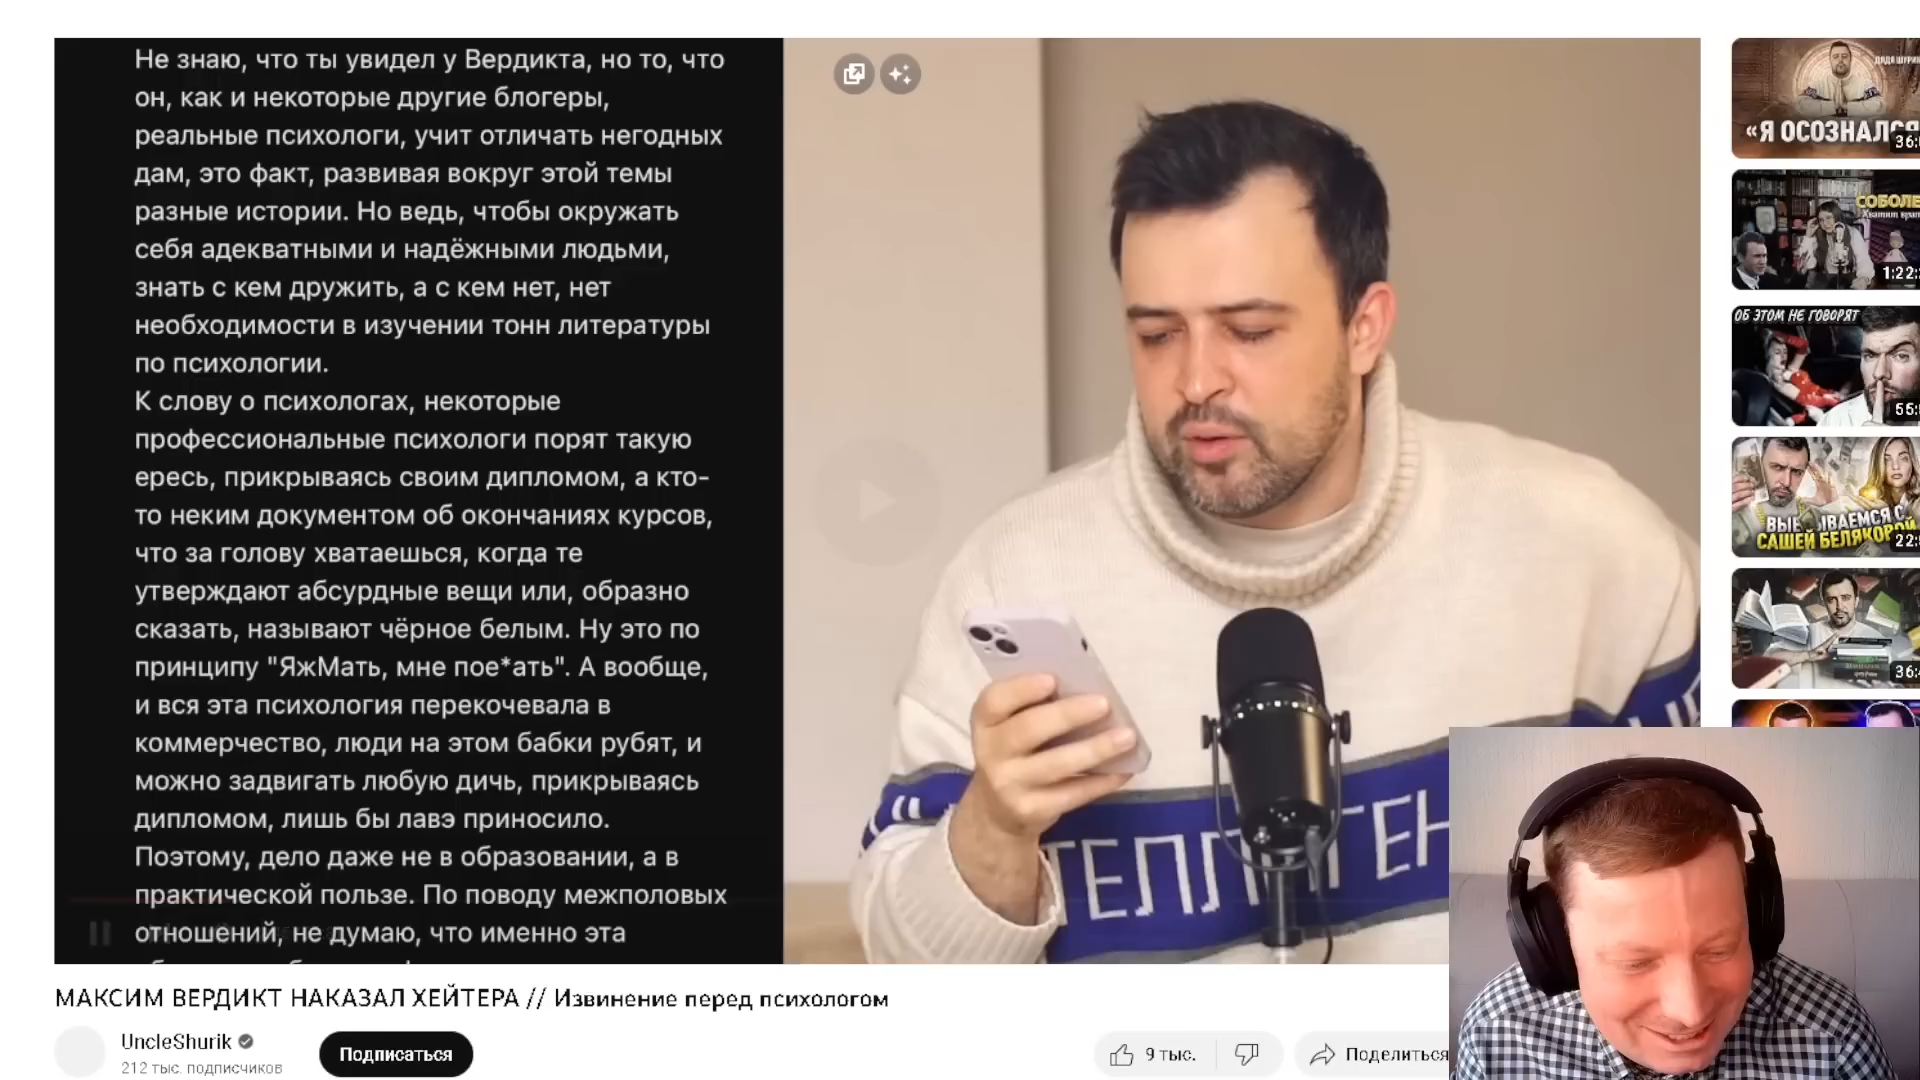 Не знаю, что ты увидел у Вердикта, но то, что
он, как и некоторые другие блогеры,
реальные психологи, учит отличать негодных
дам, это факт, развивая вокруг этой темы
разные истории. Но ведь, чтобы окружать
себя адекватными и надёжными людьми,
знать с кем дружить, а с кем нет, нет
необходимости в изучении тонн литературы
по психологии.
К слову о психологах, некоторые
профессиональные психологи порят такую
ересь, прикрываясь своим дипломом, а кто-
то неким документом об окончаниях курсов,
что за голову хватаешься, когда те
утверждают абсурдные вещи или, образно
сказать, называют чёрное белым. Ну это по
принципу "ЯжМать, мне пое*ать". А вообще,
и вся эта психология перекочевала в
коммерчество, люди на этом бабки рубят, и
можно задвигать любую дичь, прикрываясь
дипломом, лишь бы лавэ приносило.
Поэтому, дело даже не в образовании, а в
практической пользе. По поводу межполовых
отношений, не думаю, что именно эта
ТЕЛЛ ГЕН
«Я ОСОЗНАЛСЯ
36:
СОБОЛЕ
1:22:
ОБ ЭТОМ НЕ ГОВОРЯТ
55:
САШЕЙ БЕЛЯКОВОЙ
22:
36:
МАКСИМ ВЕРДИКТ НАКАЗАЛ ХЕЙТЕРА // Извинение перед психологом
UncleShurik
212 тыс. подписчиков
Подписаться
9 тыс.
Поделиться